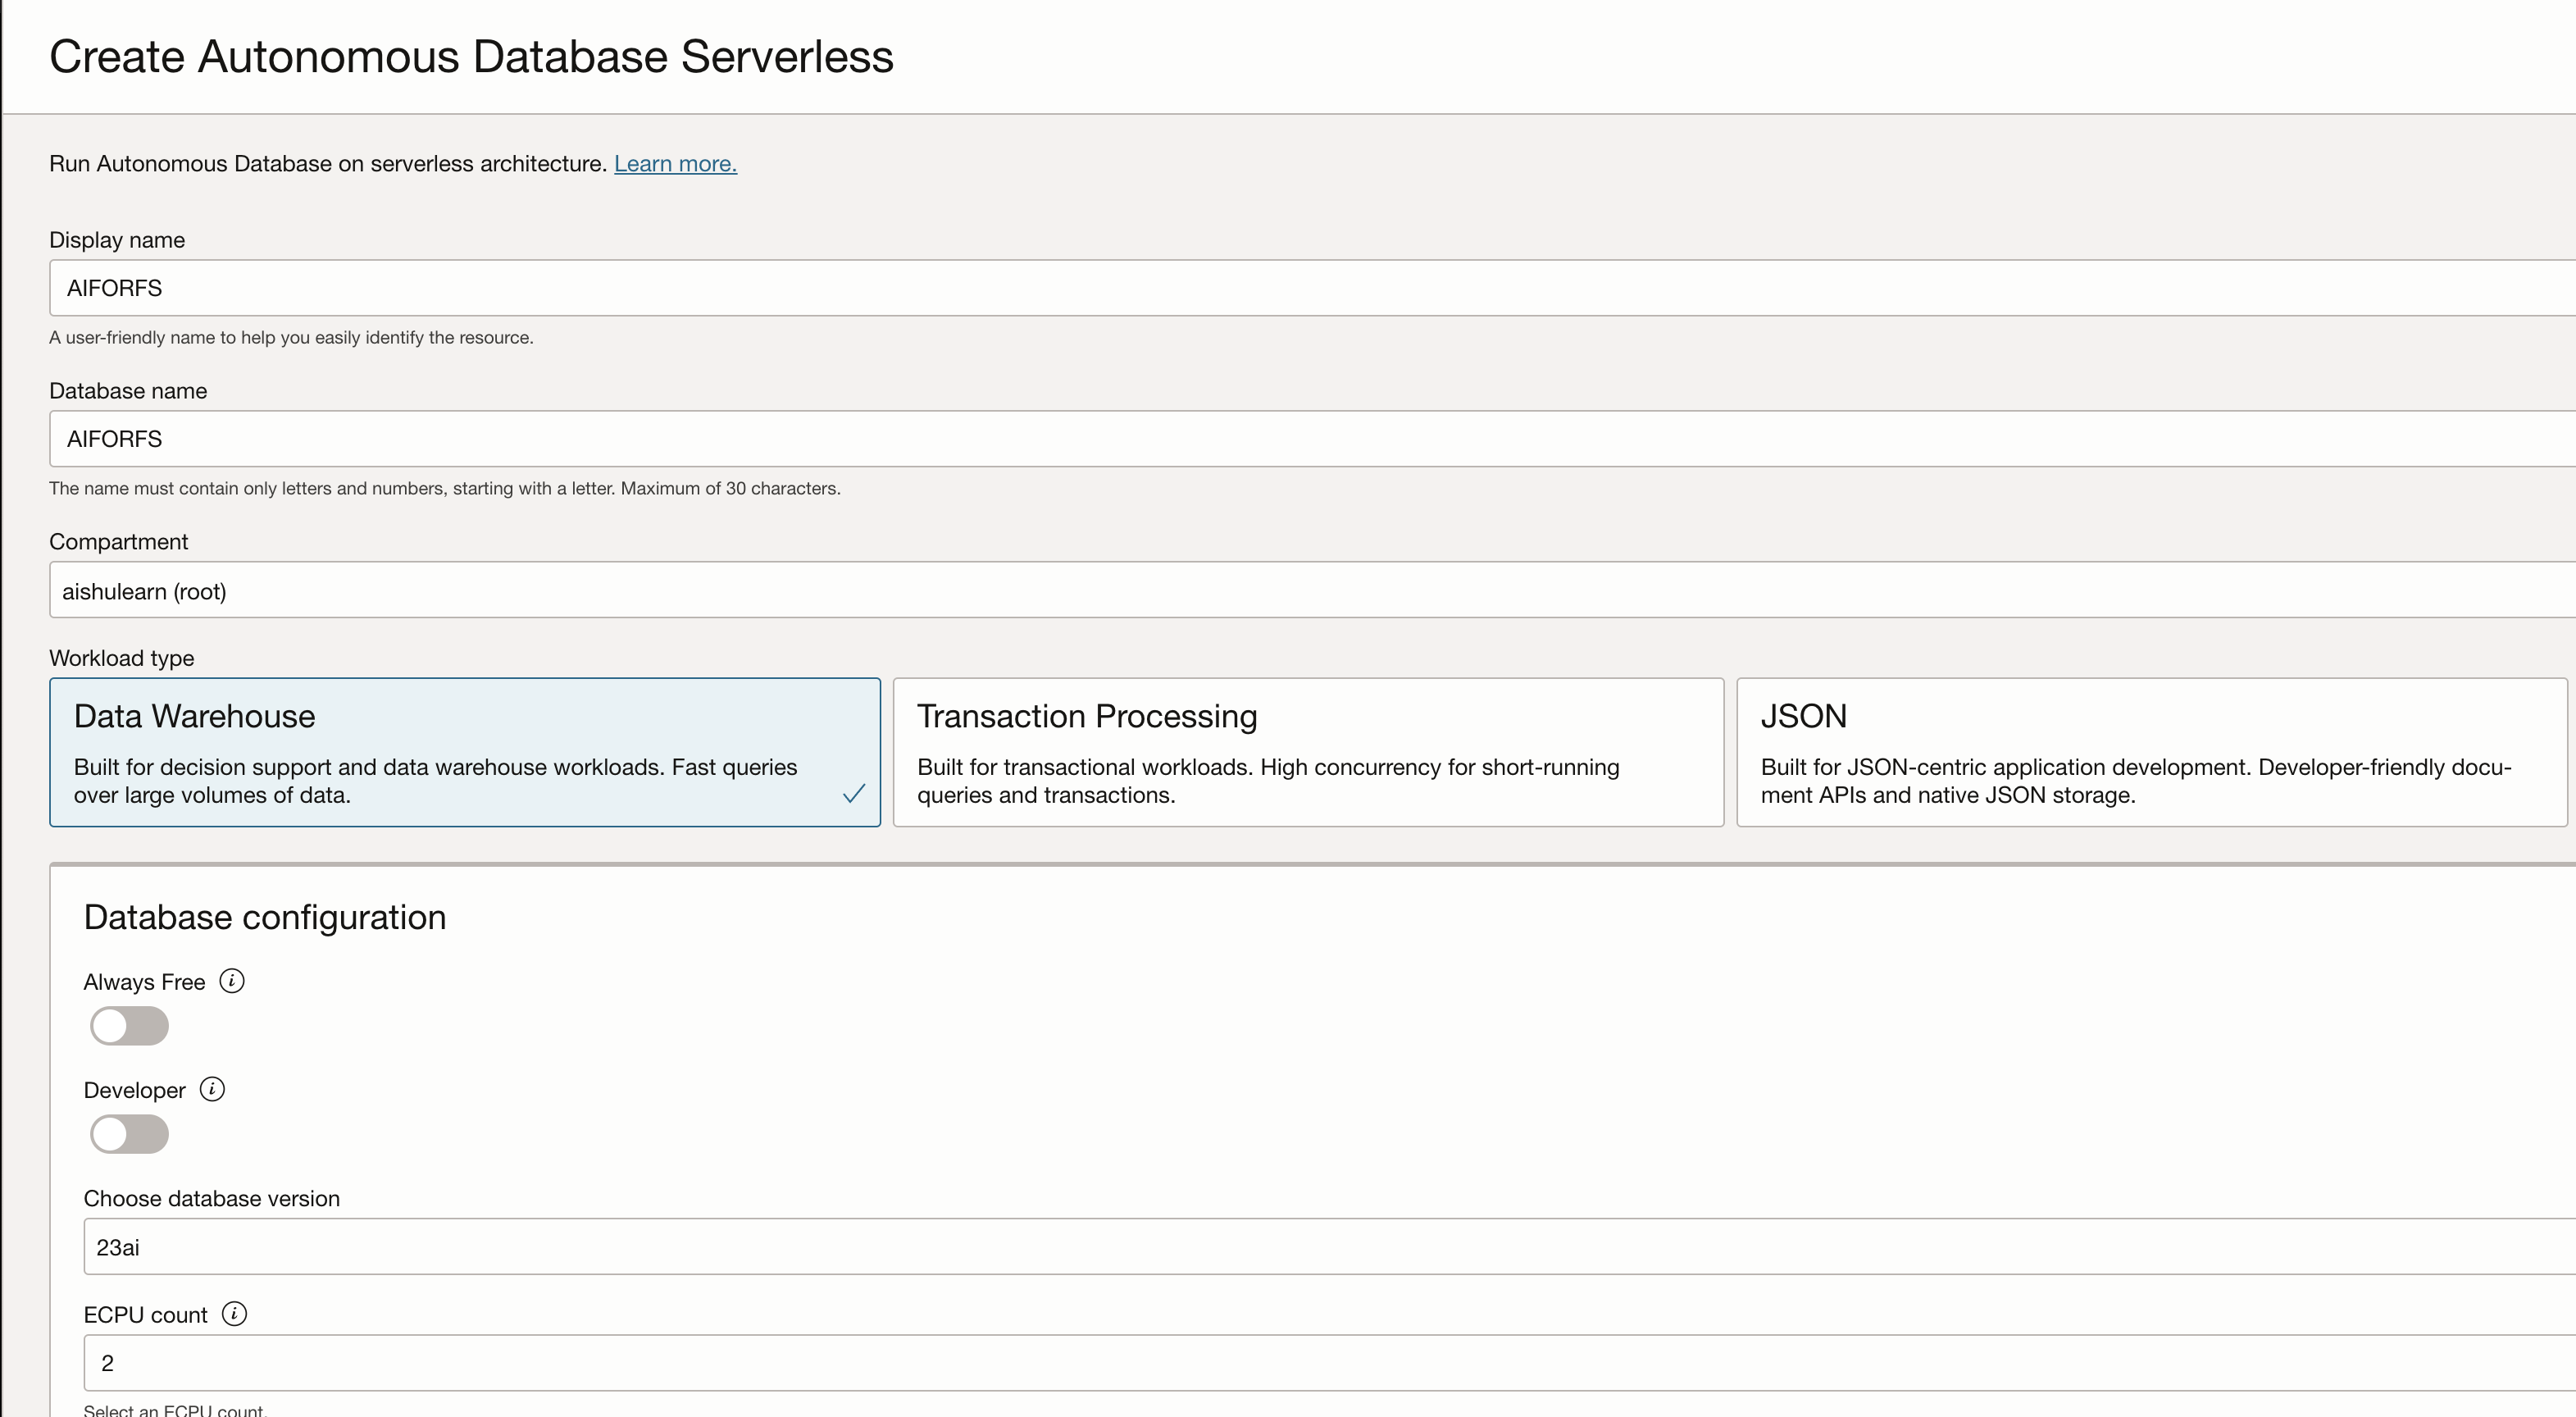 Create Autonomous Database Serverless
Run Autonomous Database on serverless architecture. Learn more.
Display name
AIFORFS
A user-friendly name to help you easily identify the resource.
Database name
AIFORFS
The name must contain only letters and numbers, starting with a letter. Maximum of 30 characters.
Compartment
aishulearn (root)
Workload type
Data Warehouse
Built for decision support and data warehouse workloads. Fast queries
over large volumes of data.
Transaction Processing
Built for transactional workloads. High concurrency for short-running
queries and transactions.
JSON
Built for JSON-centric application development. Developer-friendly docu-
ment APIs and native JSON storage.
Database configuration
Always Free
Developer
Choose database version
23ai
ECPU count
2
Select an ECPU count.